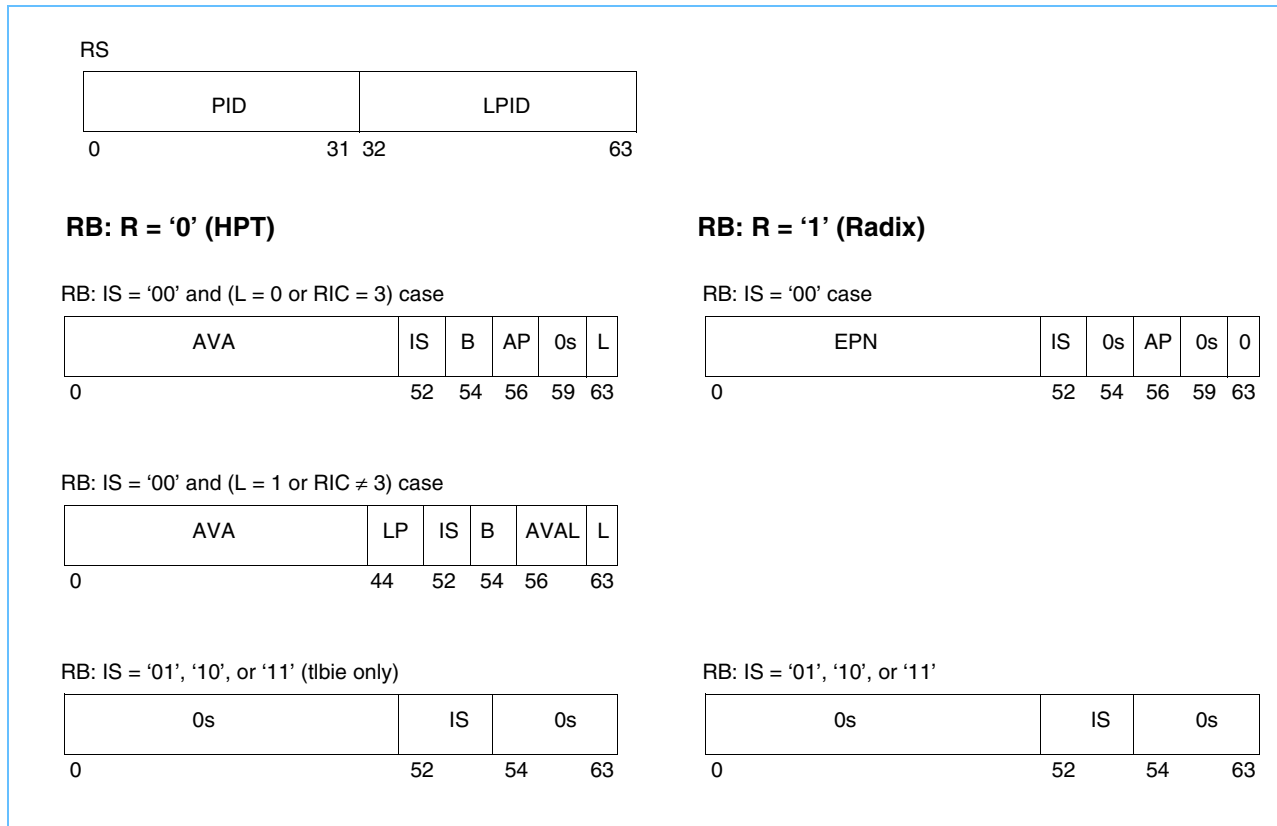 RS
PID LPID
0 31 32 63
RB: R = ‘0’ (HPT) RB: R = ‘1’ (Radix)
RB: IS = ‘00’ and (L = 0 or RIC = 3) case RB: IS = ‘00’ case
AVA IS B AP 0s L EPN IS 0s AP 0s 0
0 52 54 56 59 63 0 52 54 56 59 63
RB: IS = ‘00’ and (L = 1 or RIC ≠ 3) case
AVA LP IS B AVAL L
0 44 52 54 56 63
RB: IS = ‘01’, ‘10’, or ‘11’ (tlbie only) RB: IS = ‘01’, ‘10’, or ‘11’
0s IS 0s 0s IS 0s
0 52 54 63 0 52 54 63